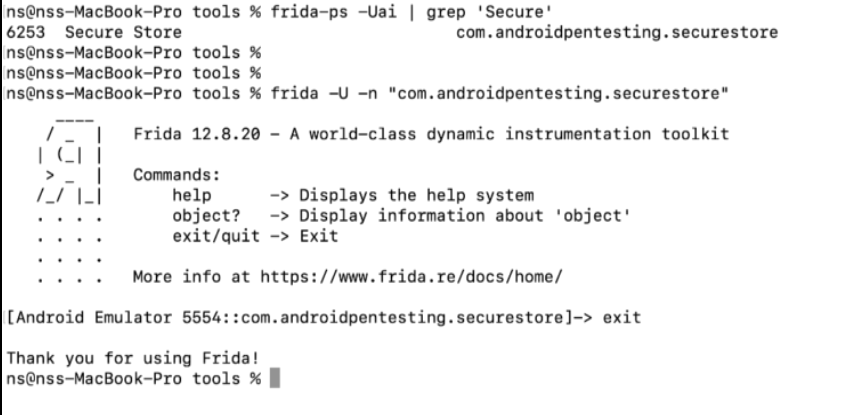 ns@nss-MacBook-Pro tools % frida-ps -Uai | grep 'Secure'
6253  Secure Store                                 com.androidpentesting.securestore
ns@nss-MacBook-Pro tools %
ns@nss-MacBook-Pro tools %
ns@nss-MacBook-Pro tools % frida -U -n "com.androidpentesting.securestore"
     ____
    / _  |   Frida 12.8.20 - A world-class dynamic instrumentation toolkit
   | (_| |
    > _  |   Commands:
   /_/ |_|       help      -> Displays the help system
   . . . .       object?   -> Display information about 'object'
   . . . .       exit/quit -> Exit
   . . . .
   . . . .   More info at https://www.frida.re/docs/home/
[Android Emulator 5554::com.androidpentesting.securestore]-> exit
Thank you for using Frida!
ns@nss-MacBook-Pro tools %